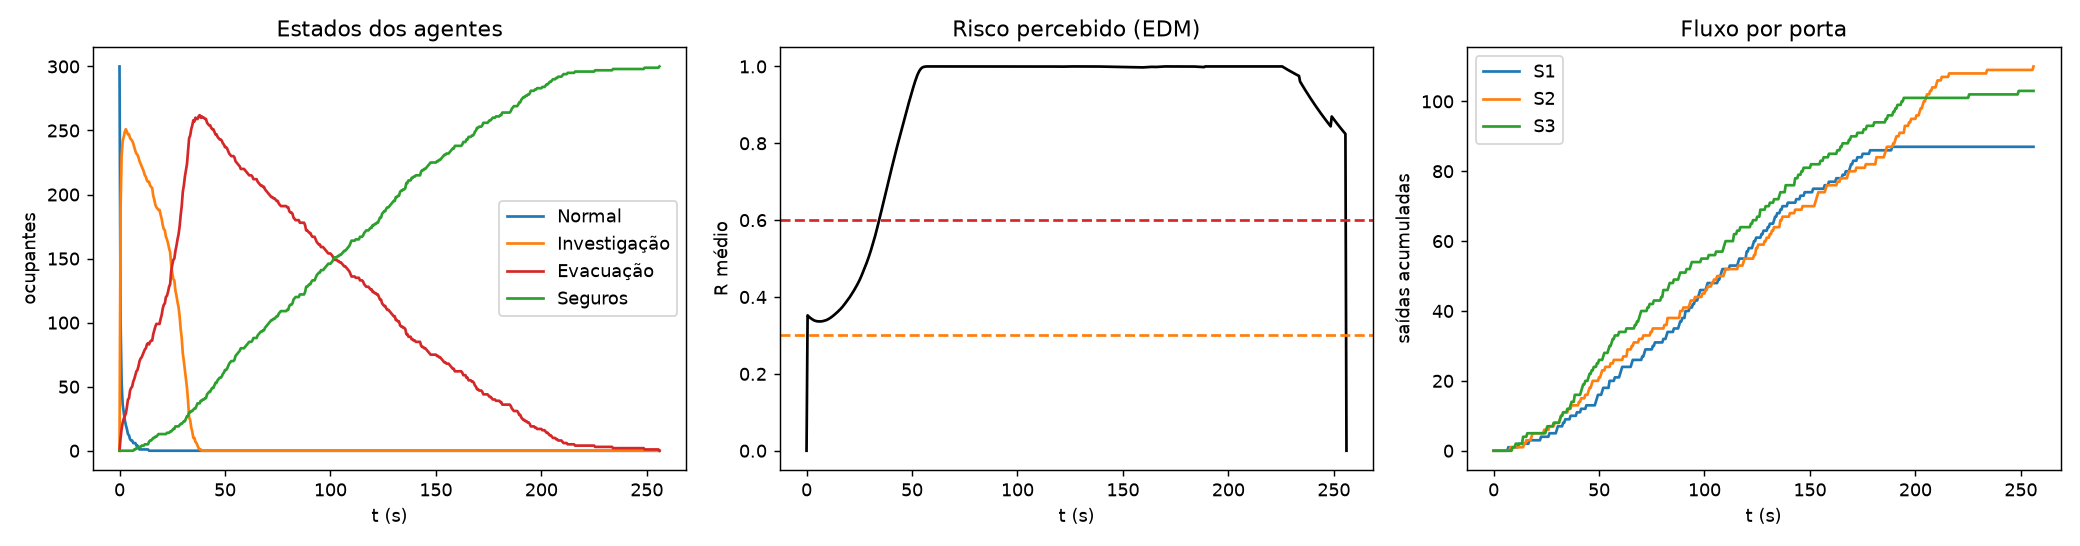 Estados dos agentes
300
250
200
150
100
50
0
ocupantes
Normal
Investigação
Evacuação
Seguros
0 50 100 150 200 250
t (s)
Risco percebido (EDM)
1.0
0.8
0.6
0.4
0.2
0.0
R médio
0 50 100 150 200 250
t (s)
Fluxo por porta
S1
S2
S3
100
80
60
40
20
0
saídas acumuladas
0 50 100 150 200 250
t (s)